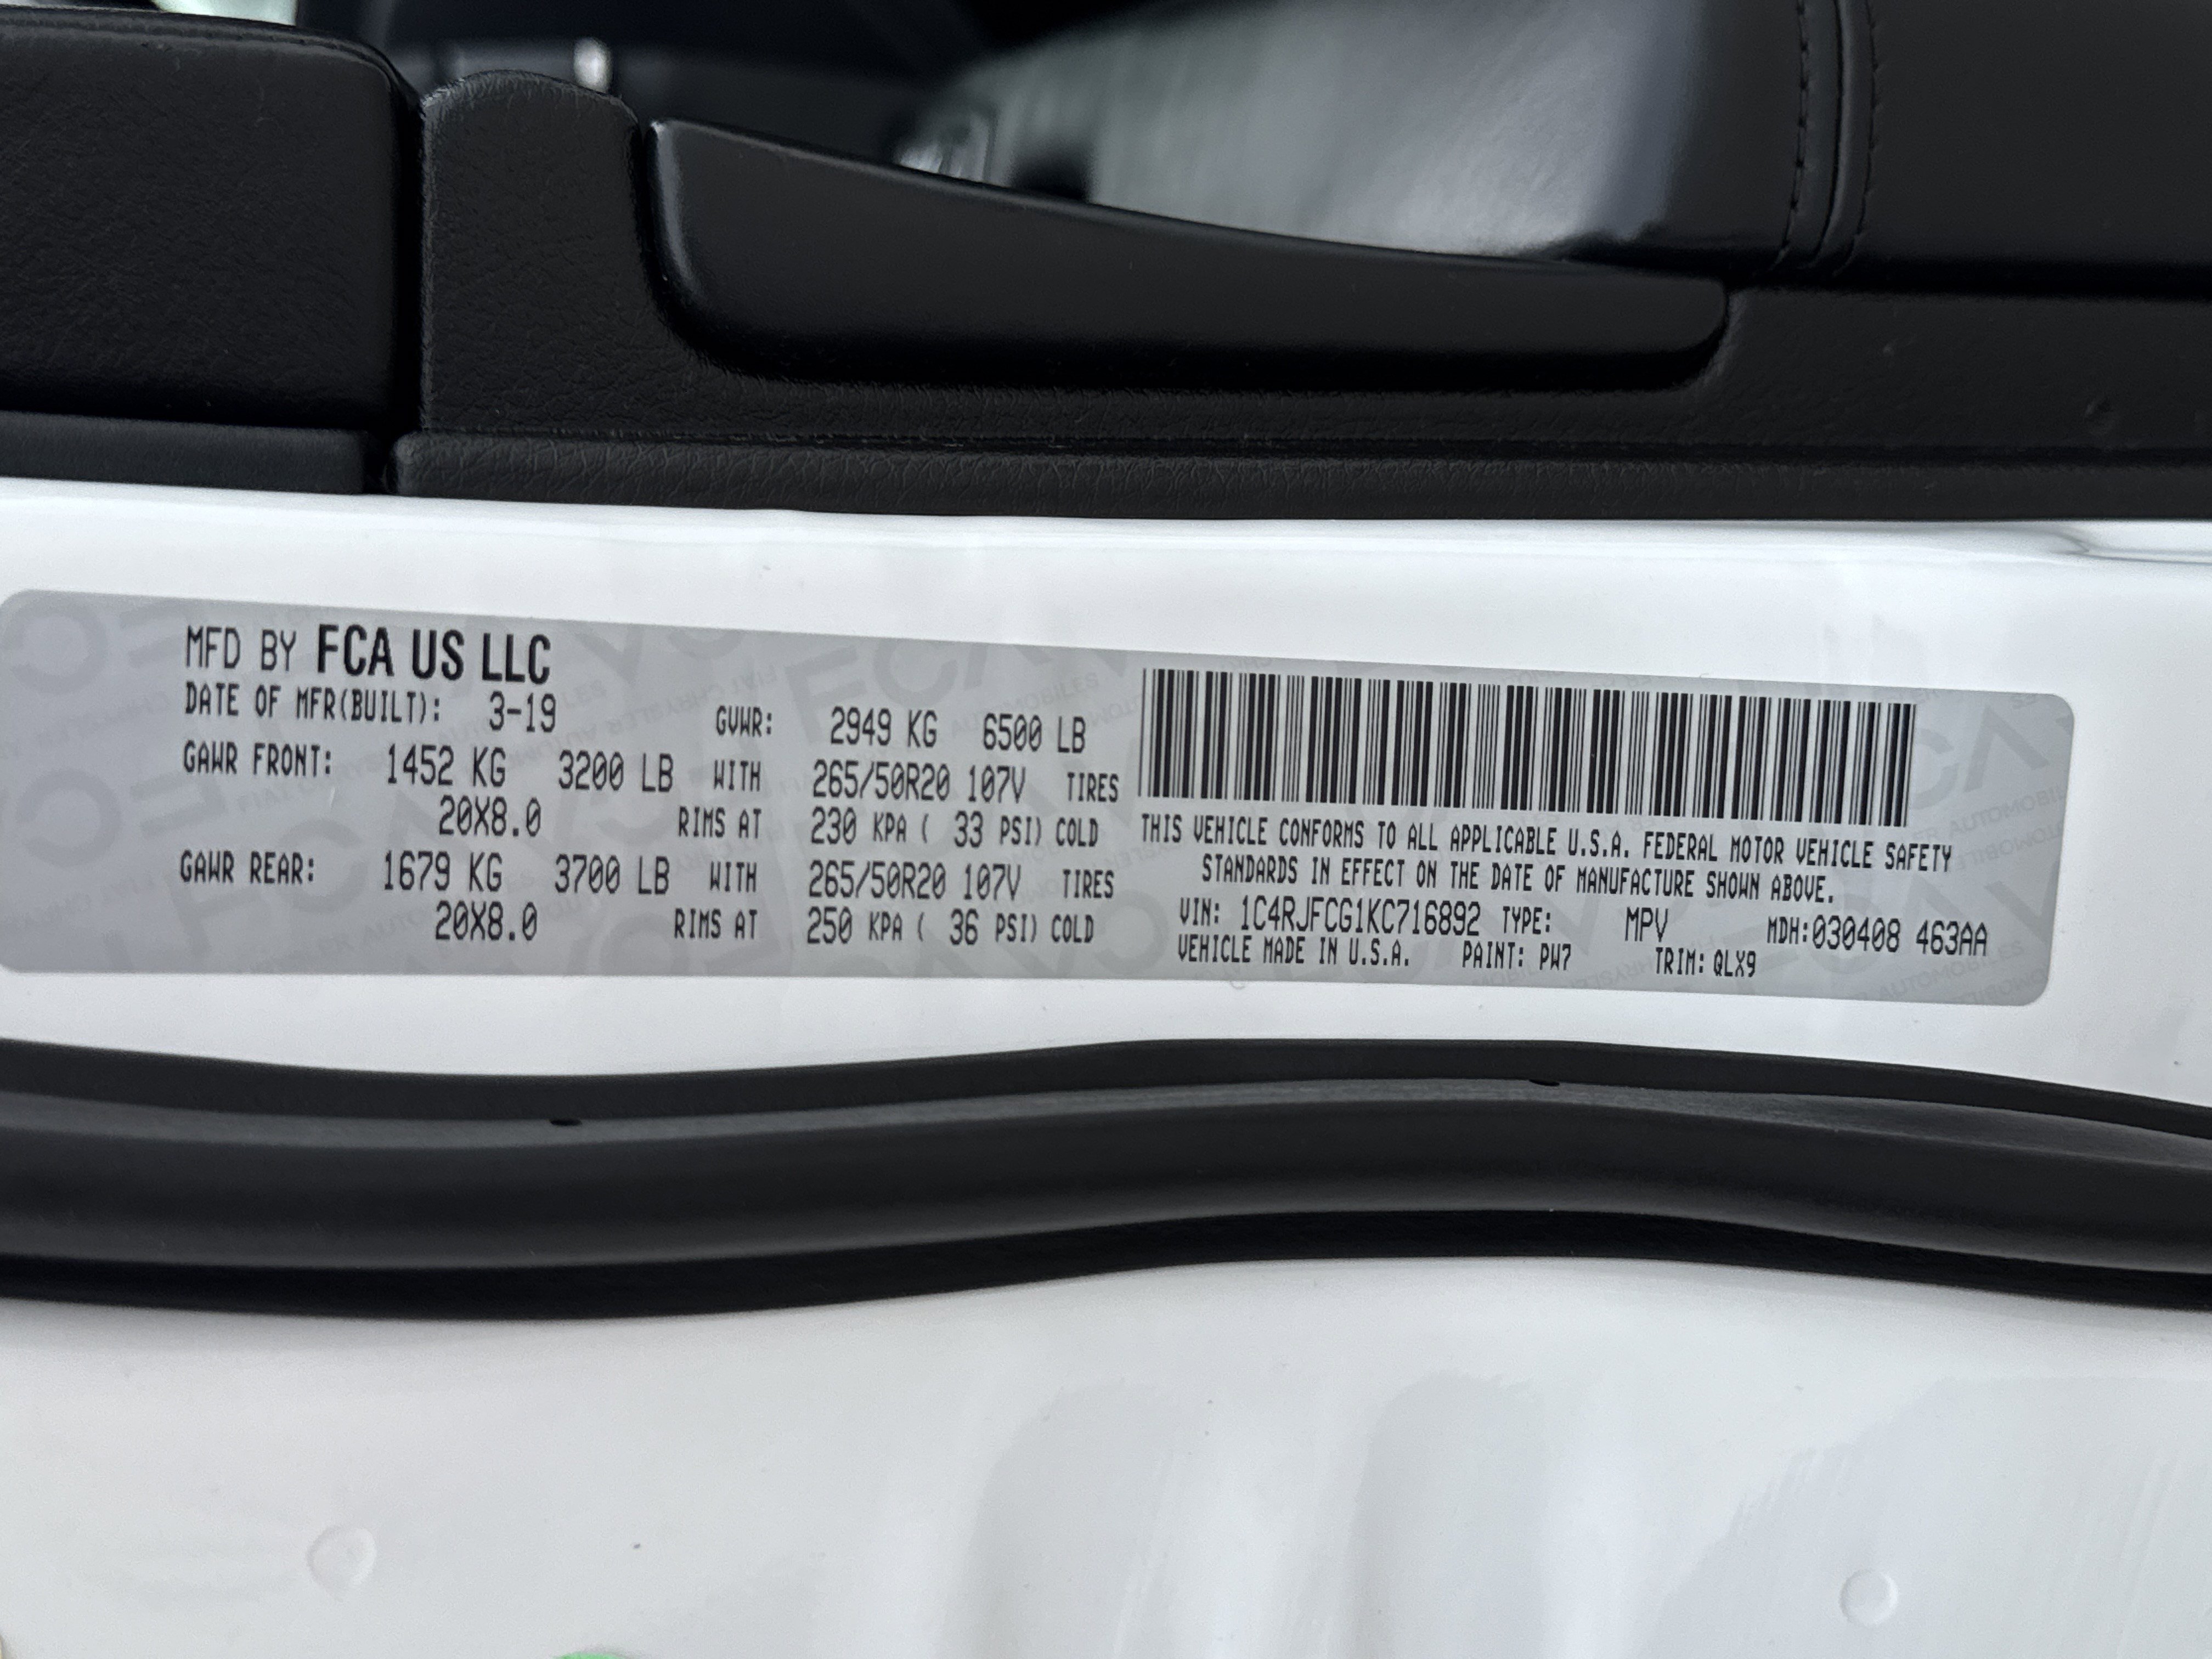 MFD BY FCA US LLC
DATE OF MFR(BUILT): 3-19 GVWR: 2949 KG 6500 LB
GAWR FRONT: 1452 KG 3200 LB WITH 265/50R20 107V TIRES
20X8.0 RIMS AT 230 KPA ( 33 PSI) COLD
GAWR REAR: 1679 KG 3700 LB WITH 265/50R20 107V TIRES
20X8.0 RIMS AT 250 KPA ( 36 PSI) COLD
THIS VEHICLE CONFORMS TO ALL APPLICABLE U.S.A. FEDERAL MOTOR VEHICLE SAFETY
STANDARDS IN EFFECT ON THE DATE OF MANUFACTURE SHOWN ABOVE.
VIN: 1C4RJFCG1KC716892 TYPE: MPV MDH:030408 463AA
VEHICLE MADE IN U.S.A. PAINT: PW7 TRIM: QLX9